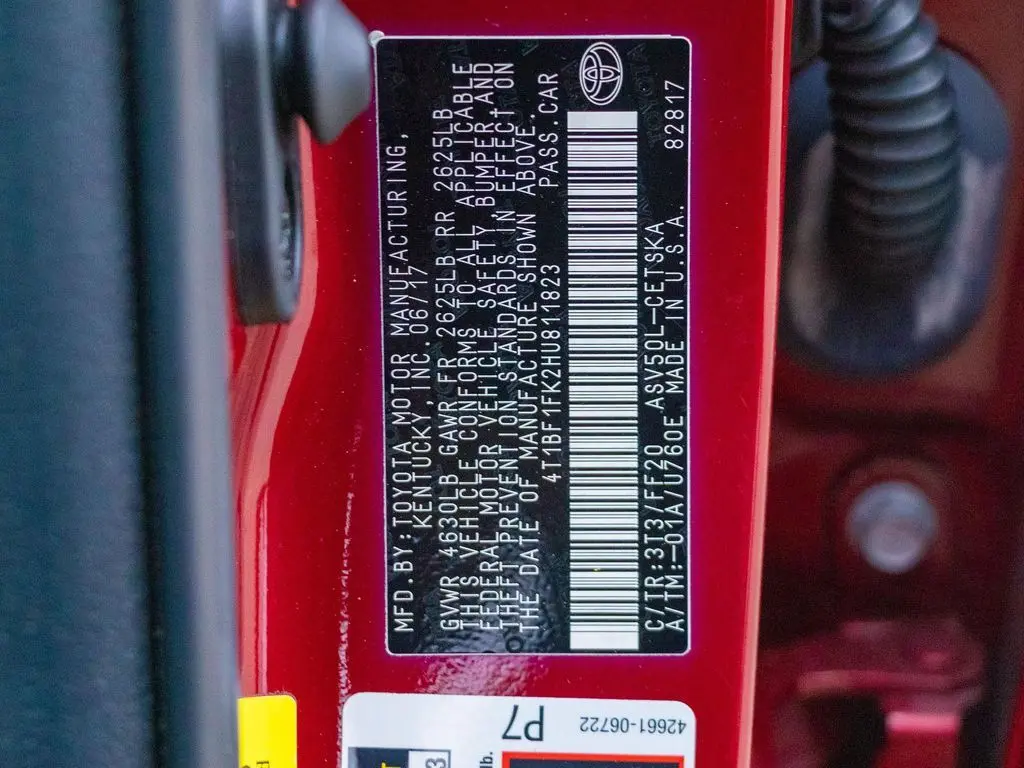 MFD.BY:TOYOTA MOTOR MANUFACTURING,
KENTUCKY,INC.06/17
GVWR 4630LB GAWR FR 2625LB RR 2625LB
THIS VEHICLE CONFORMS TO ALL APPLICABLE
FEDERAL MOTOR VEHICLE SAFETY, BUMPER,AND
THEFT PREVENTION STANDARDS IN EFFECT ON
THE DATE OF MANUFACTURE SHOWN ABOVE.
4T1BF1FK2HU811823 PASS.CAR
C/TR:3T3/FF20 ASV50L-CETSKA
A/TM:-01A/U760E MADE IN U.S.A. 82817
P7
42661-06722
lb.